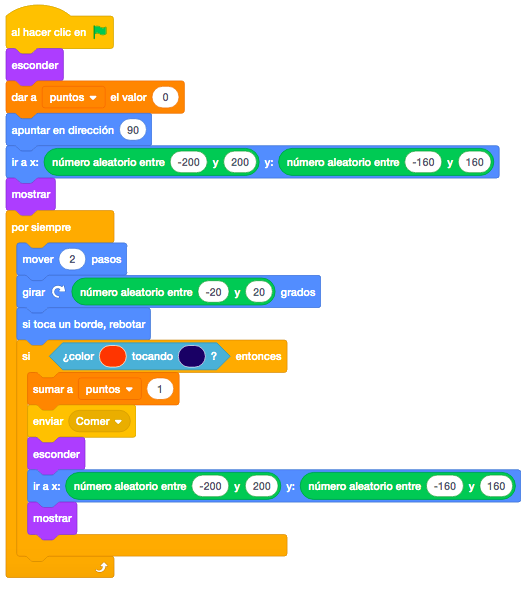 al hacer clic en
esconder
dar a puntos el valor 0
apuntar en dirección 90
ir a x: número aleatorio entre -200 y 200 y: número aleatorio entre -160 y 160
mostrar
por siempre
mover 2 pasos
girar número aleatorio entre -20 y 20 grados
si toca un borde, rebotar
si ¿color tocando ? entonces
sumar a puntos 1
enviar Comer
esconder
ir a x: número aleatorio entre -200 y 200 y: número aleatorio entre -160 y 160
mostrar